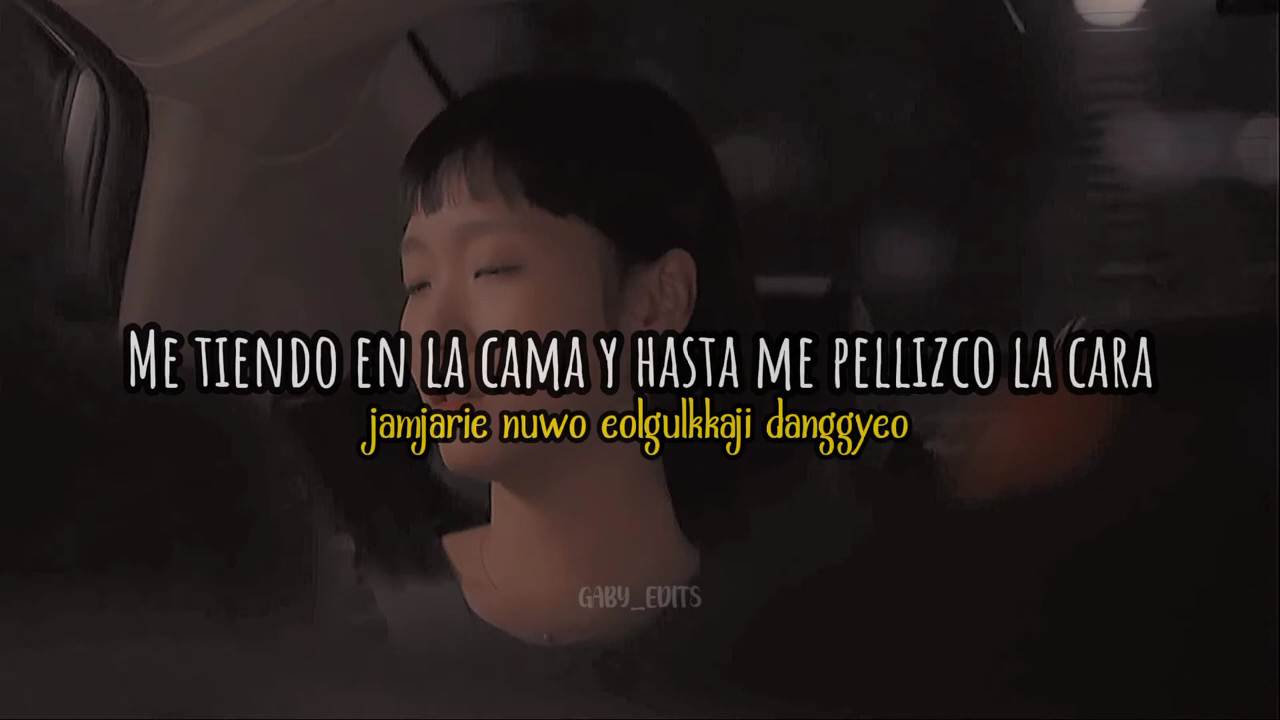 Me tiendo en la cama y hasta me pellizco la cara
jamjarie nuwo eolgulkkaji danggyeo
GABY_EDITS